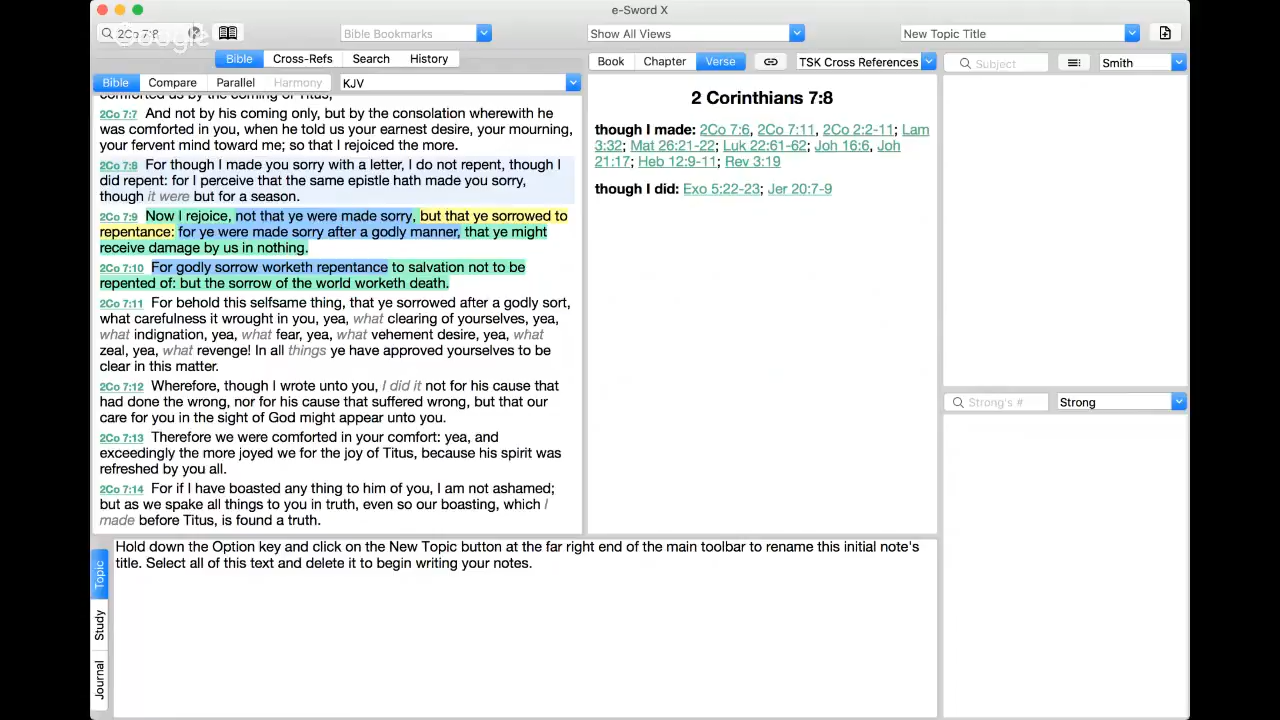 e-Sword X
2Co 7:8
Google
Bible Bookmarks
Show All Views
New Topic Title
Bible Cross-Refs Search History
Book Chapter Verse
TSK Cross References
Subject
Smith
Bible Compare Parallel Harmony
KJV
comforted us by the coming of Titus,
2Co 7:7 And not by his coming only, but by the consolation wherewith he
was comforted in you, when he told us your earnest desire, your mourning,
your fervent mind toward me; so that I rejoiced the more.
2Co 7:8 For though I made you sorry with a letter, I do not repent, though I
did repent: for I perceive that the same epistle hath made you sorry,
though it were but for a season.
2Co 7:9 Now I rejoice, not that ye were made sorry, but that ye sorrowed to
repentance: for ye were made sorry after a godly manner, that ye might
receive damage by us in nothing.
2Co 7:10 For godly sorrow worketh repentance to salvation not to be
repented of: but the sorrow of the world worketh death.
2Co 7:11 For behold this selfsame thing, that ye sorrowed after a godly sort,
what carefulness it wrought in you, yea, what clearing of yourselves, yea,
what indignation, yea, what fear, yea, what vehement desire, yea, what
zeal, yea, what revenge! In all things ye have approved yourselves to be
clear in this matter.
2Co 7:12 Wherefore, though I wrote unto you, I did it not for his cause that
had done the wrong, nor for his cause that suffered wrong, but that our
care for you in the sight of God might appear unto you.
2Co 7:13 Therefore we were comforted in your comfort: yea, and
exceedingly the more joyed we for the joy of Titus, because his spirit was
refreshed by you all.
2Co 7:14 For if I have boasted any thing to him of you, I am not ashamed;
but as we spake all things to you in truth, even so our boasting, which I
made before Titus, is found a truth.
2 Corinthians 7:8
though I made: 2Co 7:6, 2Co 7:11, 2Co 2:2-11; Lam
3:32; Mat 26:21-22; Luk 22:61-62; Joh 16:6, Joh
21:17; Heb 12:9-11; Rev 3:19
though I did: Exo 5:22-23; Jer 20:7-9
Strong's #
Strong
Topic
Study
Journal
Hold down the Option key and click on the New Topic button at the far right end of the main toolbar to rename this initial note's
title. Select all of this text and delete it to begin writing your notes.